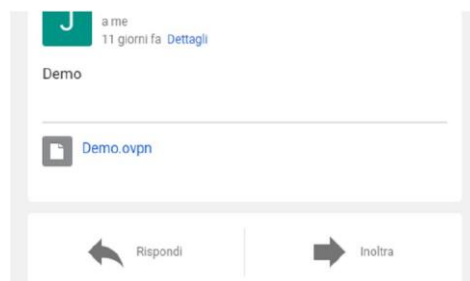 J
a me
11 giorni fa Dettagli
Demo
Demo.ovpn
Rispondi
Inoltra